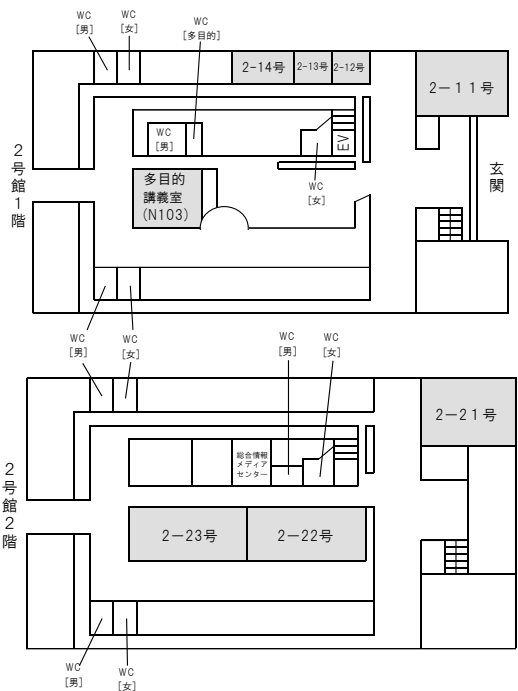 WC
[男]
WC
[女]
WC
[多目的]
2-14号
2-13号
2-12号
2-11号
WC
[男]
EV
WC
[女]
多目的
講義室
(N103)
2号館1階
玄関
WC
[男]
WC
[女]
WC
[男]
WC
[女]
2-21号
総合情報
メディア
センター
2-23号
2-22号
2号館2階
WC
[男]
WC
[女]